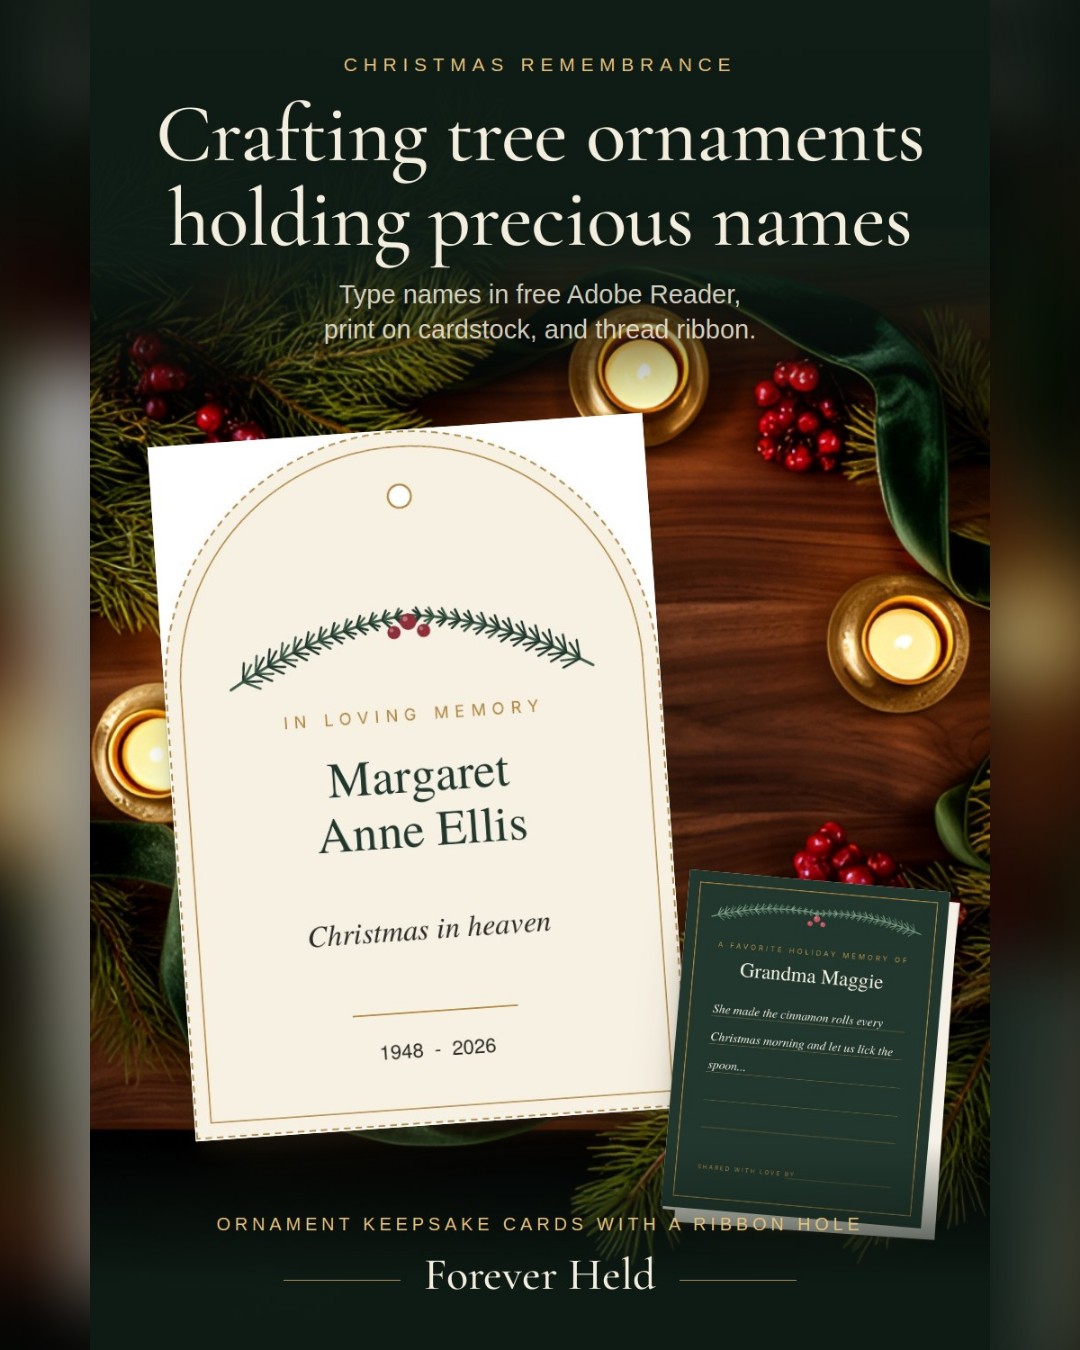 CHRISTMAS REMEMBRANCE
Crafting tree ornaments
holding precious names
Type names in free Adobe Reader,
print on cardstock, and thread ribbon.
IN LOVING MEMORY
Margaret
Anne Ellis
Christmas in heaven
1948 - 2026
A FAVORITE HOLIDAY MEMORY OF
Grandma Maggie
She made the cinnamon rolls every
Christmas morning and let us lick the
spoon...
SHARED WITH LOVE BY
ORNAMENT KEEPSAKE CARDS WITH A RIBBON HOLE
Forever Held